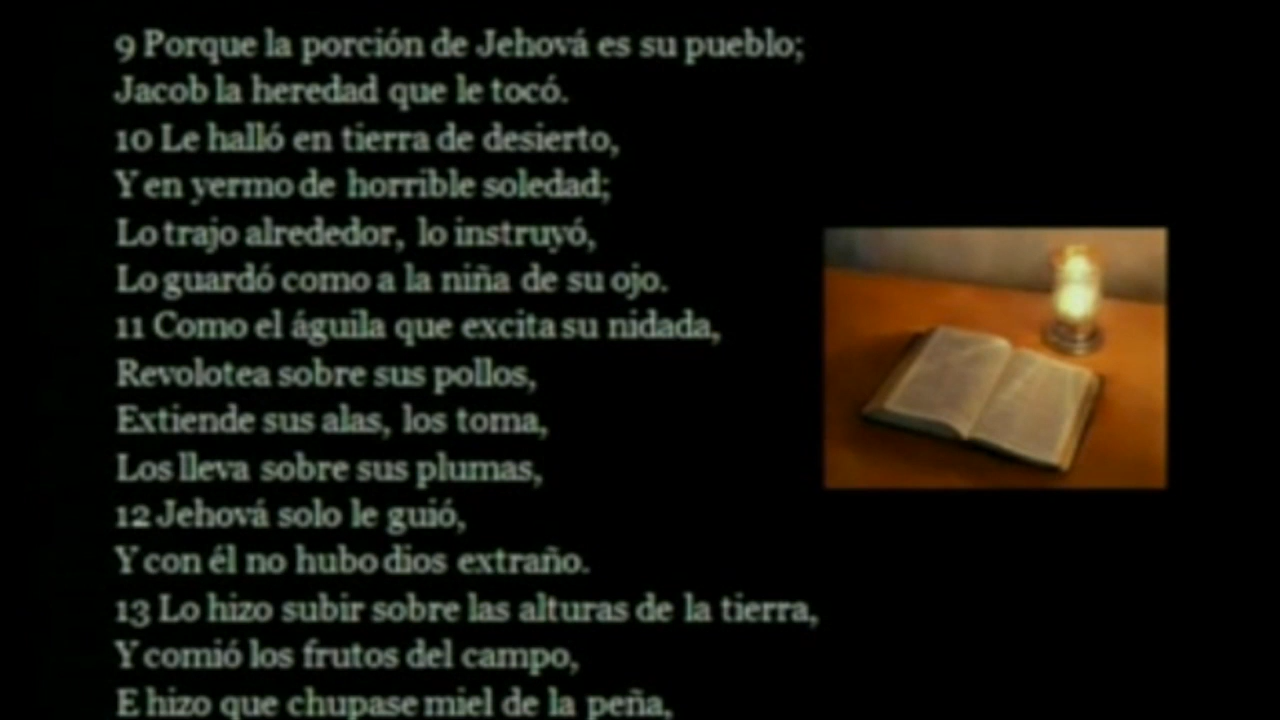 9 Porque la porción de Jehová es su pueblo;
Jacob la heredad que le tocó.
10 Le halló en tierra de desierto,
Y en yermo de horrible soledad;
Lo trajo alrededor, lo instruyó,
Lo guardó como a la niña de su ojo.
11 Como el águila que excita su nidada,
Revolotea sobre sus pollos,
Extiende sus alas, los toma,
Los lleva sobre sus plumas,
12 Jehová solo le guió,
Y con él no hubo dios extraño.
13 Lo hizo subir sobre las alturas de la tierra,
Y comió los frutos del campo,
E hizo que chupase miel de la peña,